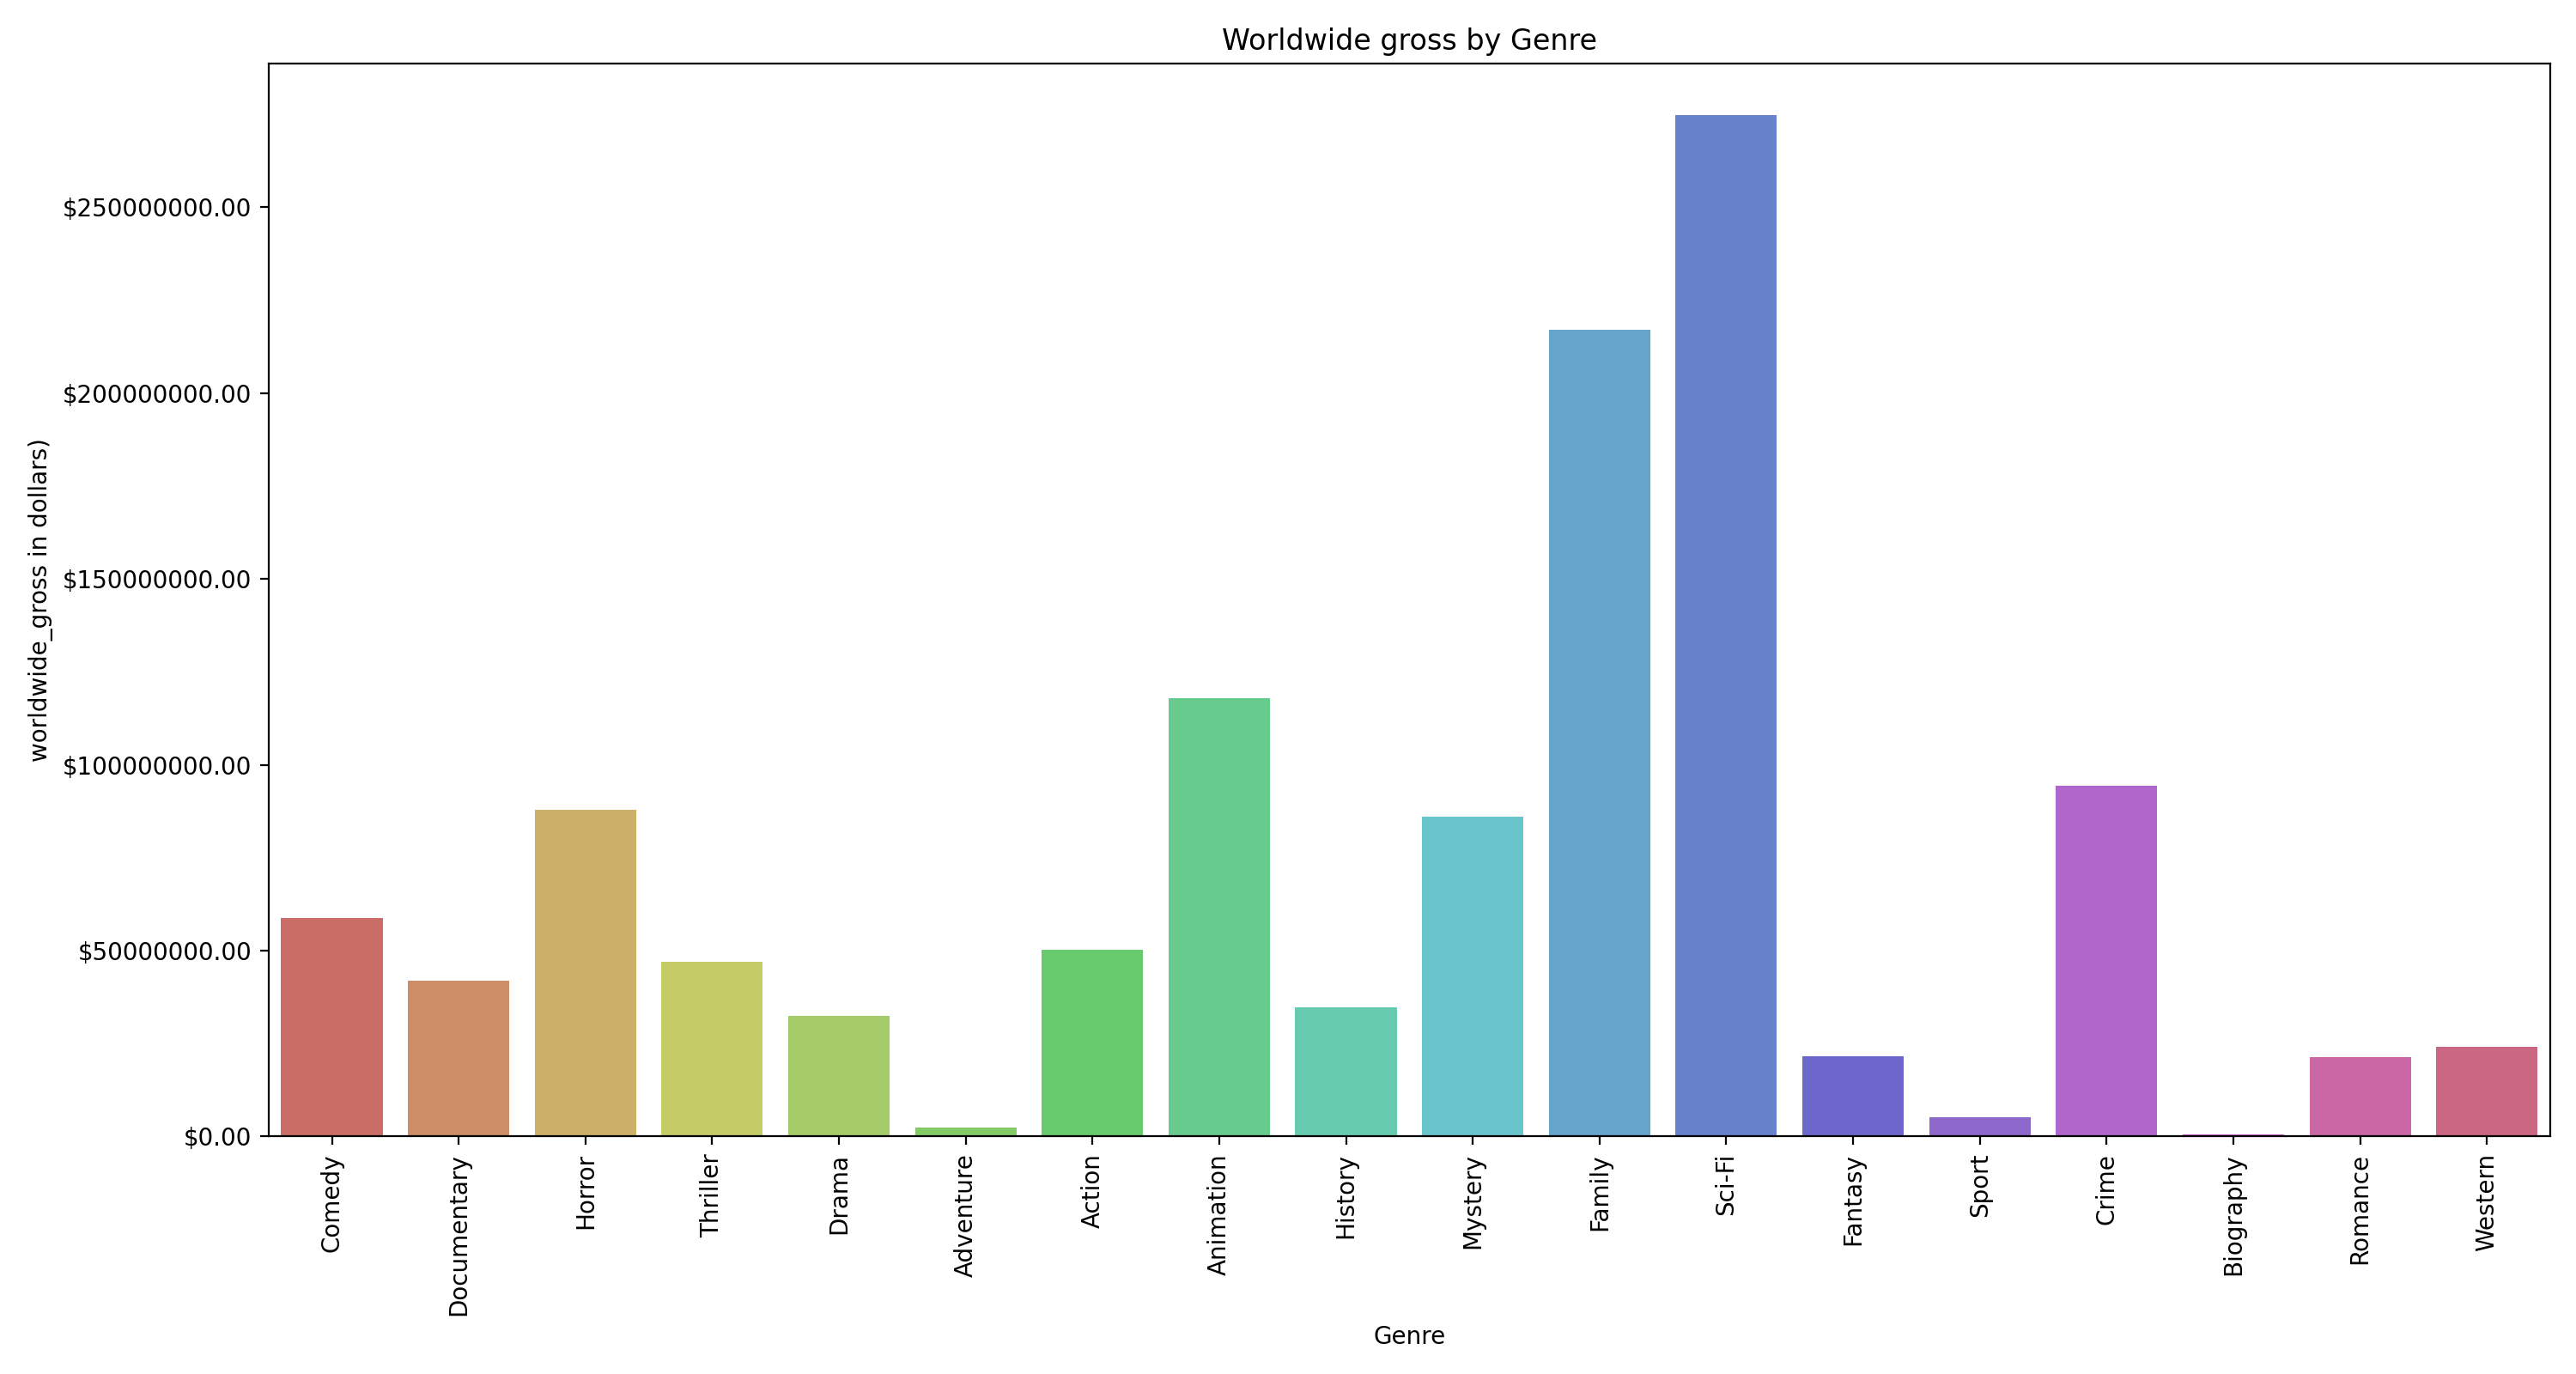 Worldwide gross by Genre
worldwide_gross in dollars)
$250000000.00
$200000000.00
$150000000.00
$100000000.00
$50000000.00
$0.00
Comedy
Documentary
Horror
Thriller
Drama
Adventure
Action
Animation
History
Mystery
Family
Sci-Fi
Fantasy
Sport
Crime
Biography
Romance
Western
Genre